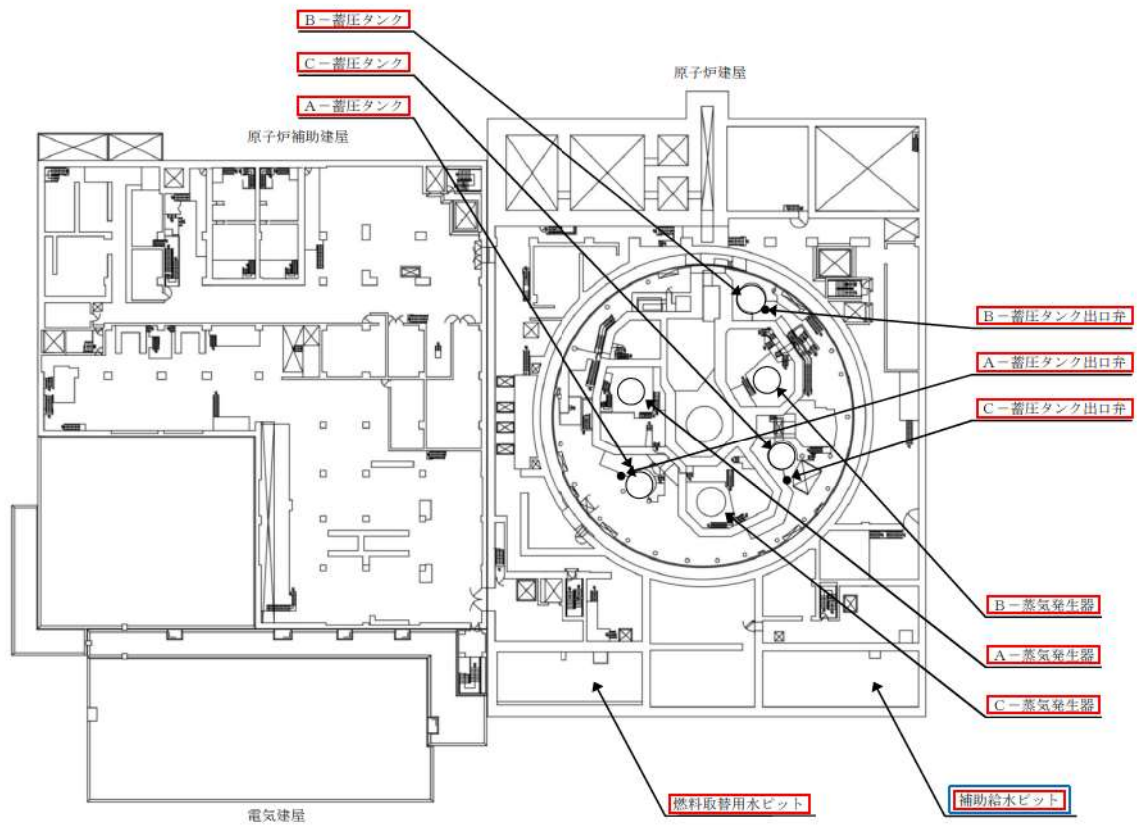 B－蓄圧タンク
C－蓄圧タンク
A－蓄圧タンク
原子炉建屋
原子炉補助建屋
B－蓄圧タンク出口弁
A－蓄圧タンク出口弁
C－蓄圧タンク出口弁
B－蒸気発生器
A－蒸気発生器
C－蒸気発生器
燃料取替用水ピット
補助給水ピット
電気建屋